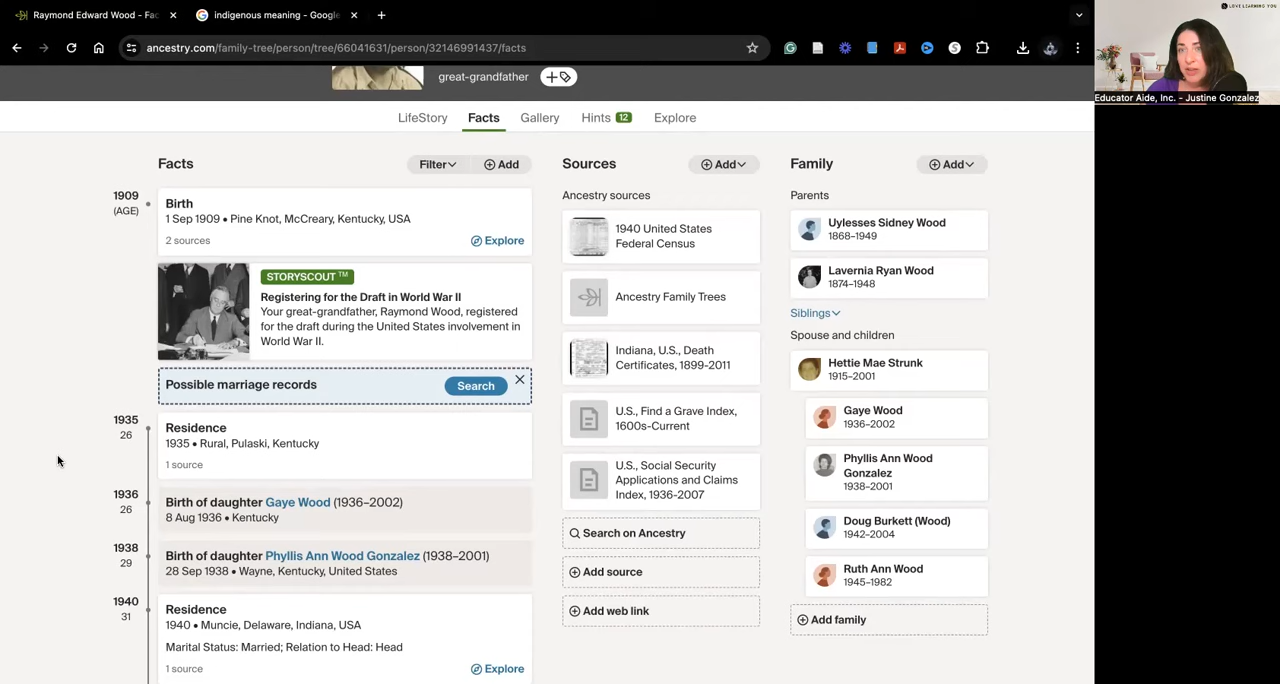 Raymond Edward Wood - Fac
indigenous meaning - Google
ancestry.com/family-tree/person/tree/66041631/person/32146991437/facts
LOVE LEARNING YOU
Educator Aide, Inc. - Justine Gonzalez
great-grandfather
LifeStory
Facts
Gallery
Hints 12
Explore
Facts
Filter
Add
1909
(AGE)
Birth
1 Sep 1909 • Pine Knot, McCreary, Kentucky, USA
2 sources
Explore
STORYSCOUT™
Registering for the Draft in World War II
Your great-grandfather, Raymond Wood, registered
for the draft during the United States involvement in
World War II.
Possible marriage records
Search
1935
26
Residence
1935 • Rural, Pulaski, Kentucky
1 source
1936
26
Birth of daughter Gaye Wood (1936–2002)
8 Aug 1936 • Kentucky
1938
29
Birth of daughter Phyllis Ann Wood Gonzalez (1938–2001)
28 Sep 1938 • Wayne, Kentucky, United States
1940
31
Residence
1940 • Muncie, Delaware, Indiana, USA
Marital Status: Married; Relation to Head: Head
1 source
Explore
Sources
Add
Ancestry sources
1940 United States
Federal Census
Ancestry Family Trees
Indiana, U.S., Death
Certificates, 1899-2011
U.S., Find a Grave Index,
1600s-Current
U.S., Social Security
Applications and Claims
Index, 1936-2007
Search on Ancestry
Add source
Add web link
Family
Add
Parents
Uylesses Sidney Wood
1868–1949
Lavernia Ryan Wood
1874–1948
Siblings
Spouse and children
Hettie Mae Strunk
1915–2001
Gaye Wood
1936–2002
Phyllis Ann Wood
Gonzalez
1938–2001
Doug Burkett (Wood)
1942–2004
Ruth Ann Wood
1945–1982
Add family